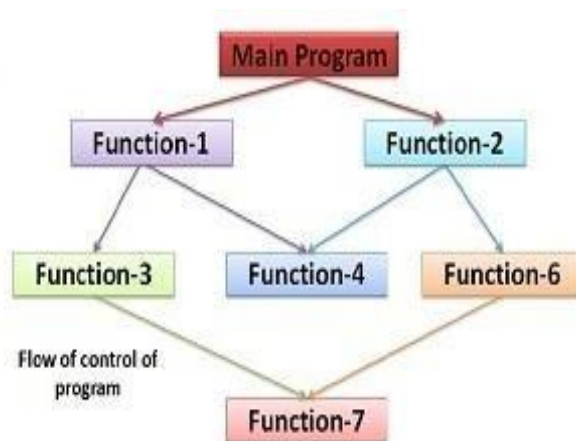 Main Program
Function-1
Function-2
Function-3
Function-4
Function-6
Flow of control of
program
Function-7